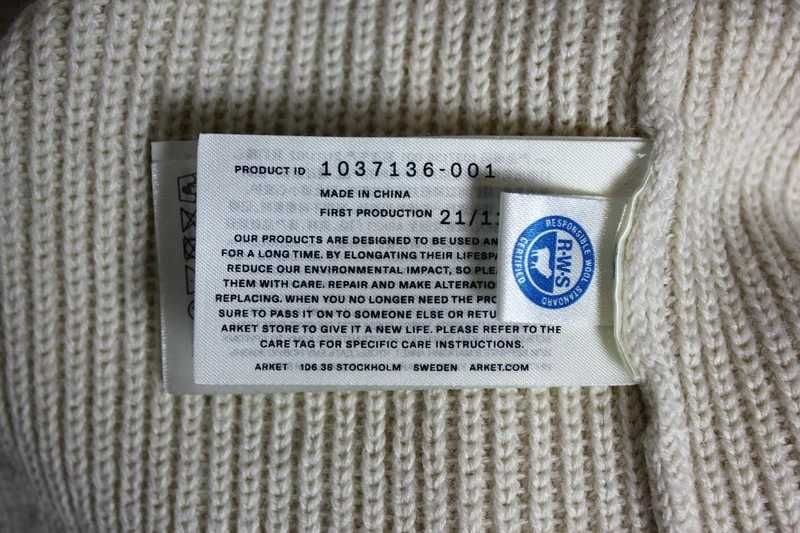 PRODUCT ID 1037136-001
MADE IN CHINA
FIRST PRODUCTION 21/11
OUR PRODUCTS ARE DESIGNED TO BE USED AN
FOR A LONG TIME. BY ELONGATING THEIR LIFESPA
REDUCE OUR ENVIRONMENTAL IMPACT, SO PLEA
THEM WITH CARE. REPAIR AND MAKE ALTERATION
REPLACING. WHEN YOU NO LONGER NEED THE PRO
SURE TO PASS IT ON TO SOMEONE ELSE OR RETU
ARKET STORE TO GIVE IT A NEW LIFE. PLEASE REFER TO THE
CARE TAG FOR SPECIFIC CARE INSTRUCTIONS.
ARKET 106 38 STOCKHOLM SWEDEN ARKET.COM
RESPONSIBLE WOOL STANDARD
R·W·S
CERTIFIED